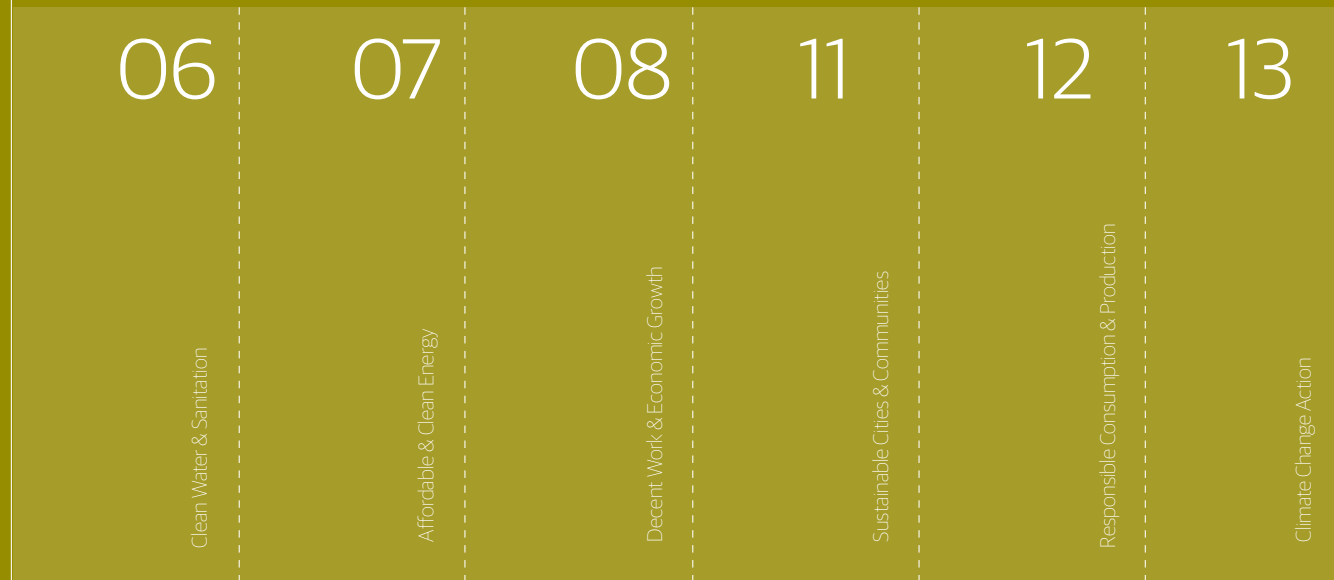 06
Clean Water & Sanitation
07
Affordable & Clean Energy
08
Decent Work & Economic Growth
11
Sustainable Cities & Communities
12
Responsible Consumption & Production
13
Climate Change Action